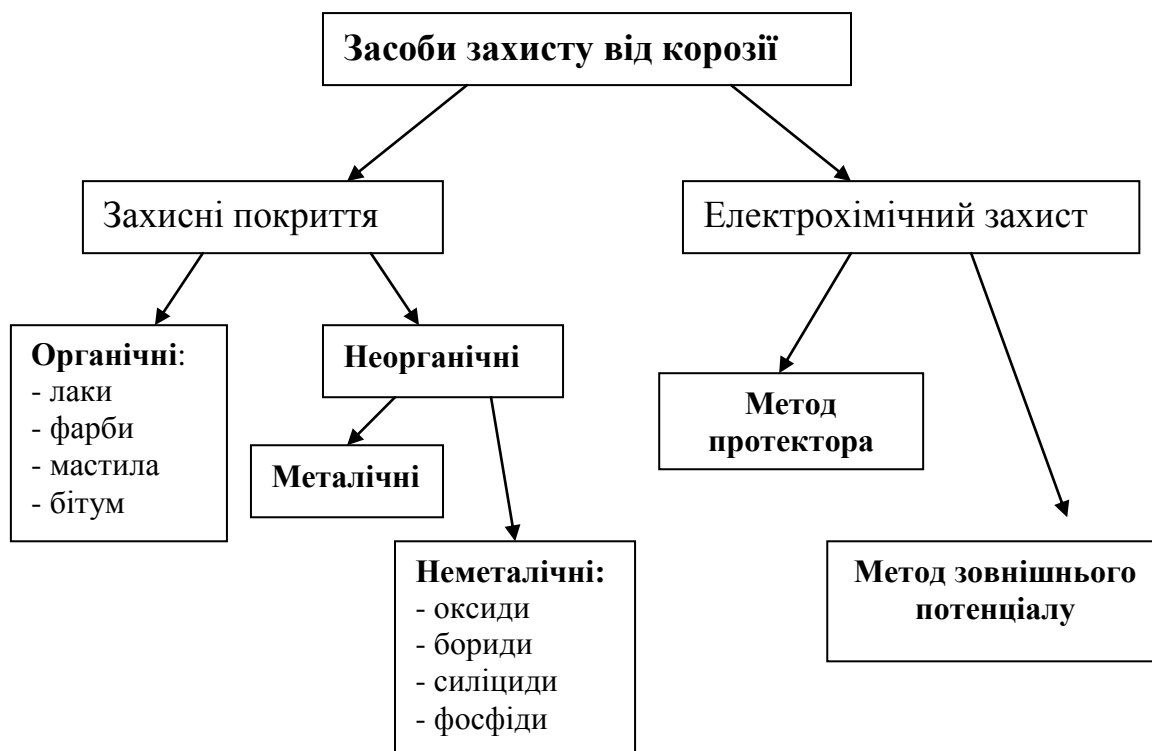 Засоби захисту від корозії
Захисні покриття
Електрохімічний захист
Органічні:
- лаки
- фарби
- мастила
- бітум
Неорганічні
Металічні
Неметалічні:
- оксиди
- бориди
- силіциди
- фосфіди
Метод
протектора
Метод зовнішнього
потенціалу